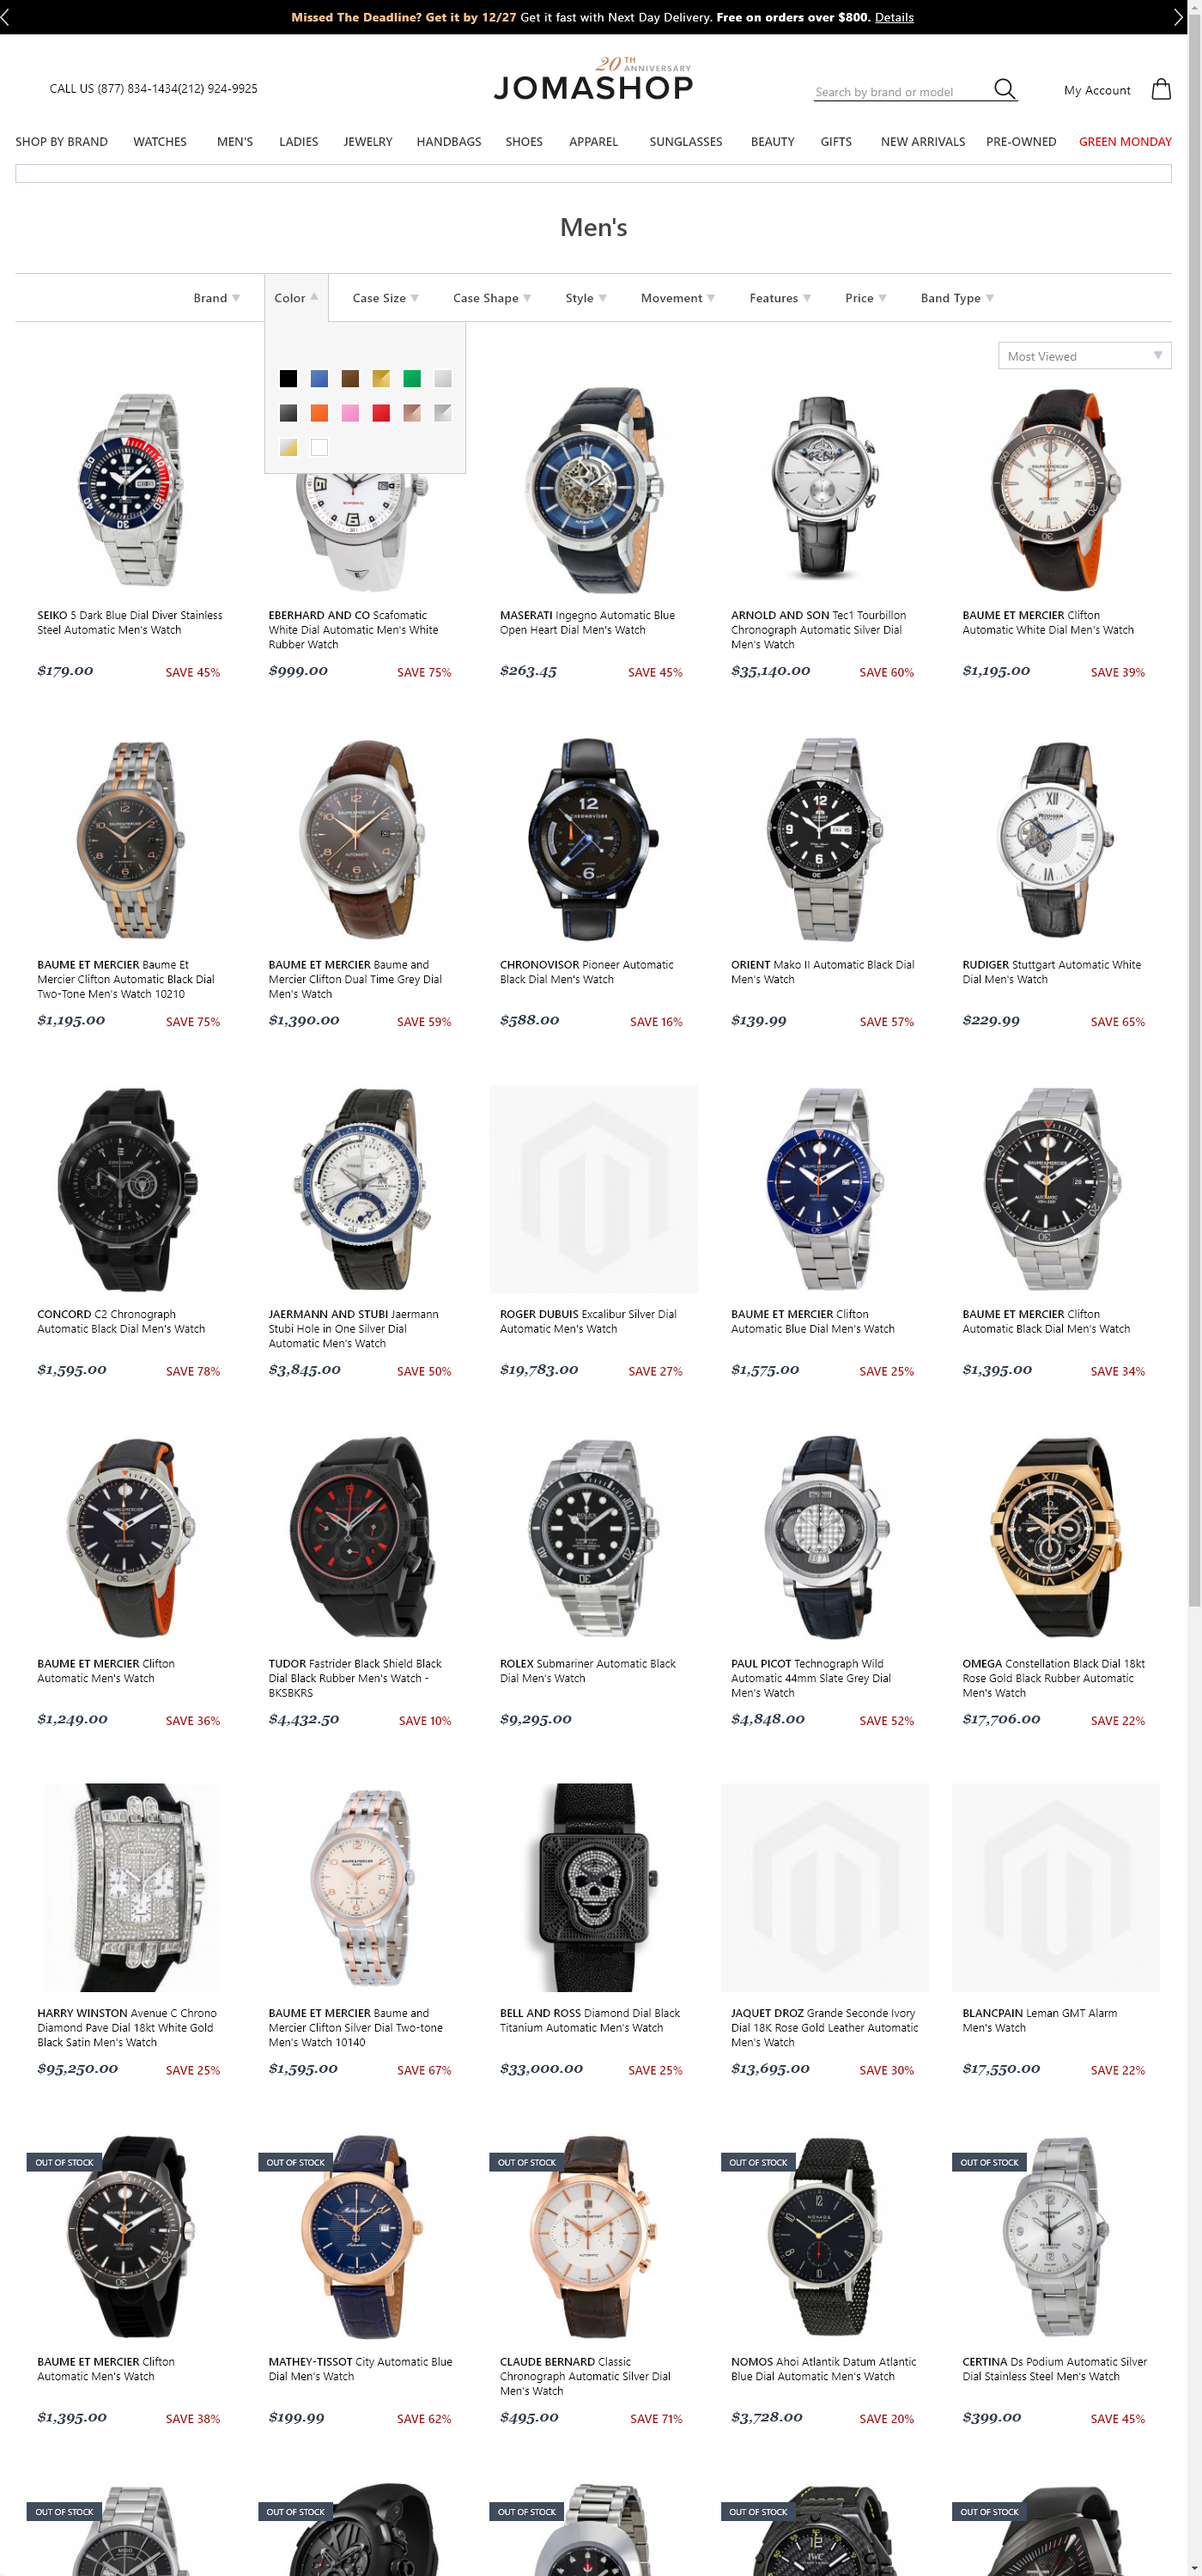 Missed The Deadline? Get it by 12/27 Get it fast with Next Day Delivery. Free on orders over $800. Details
20TH ANNIVERSARY
CALL US (877) 834-1434(212) 924-9925
JOMASHOP
Search by brand or model
My Account
SHOP BY BRAND WATCHES MEN'S LADIES JEWELRY HANDBAGS SHOES APPAREL SUNGLASSES BEAUTY GIFTS NEW ARRIVALS PRE-OWNED GREEN MONDAY
Men's
Brand Color Case Size Case Shape Style Movement Features Price Band Type
Most Viewed
SEIKO 5 Dark Blue Dial Diver Stainless
Steel Automatic Men's Watch
$179.00 SAVE 45%
EBERHARD AND CO Scafomatic
White Dial Automatic Men's White
Rubber Watch
$999.00 SAVE 75%
MASERATI Ingegno Automatic Blue
Open Heart Dial Men's Watch
$263.45 SAVE 45%
ARNOLD AND SON Tec1 Tourbillon
Chronograph Automatic Silver Dial
Men's Watch
$35,140.00 SAVE 60%
BAUME ET MERCIER Clifton
Automatic White Dial Men's Watch
$1,195.00 SAVE 39%
BAUME ET MERCIER Baume Et
Mercier Clifton Automatic Black Dial
Two-Tone Men's Watch 10210
$1,195.00 SAVE 75%
BAUME ET MERCIER Baume and
Mercier Clifton Dual Time Grey Dial
Men's Watch
$1,390.00 SAVE 59%
CHRONOVISOR Pioneer Automatic
Black Dial Men's Watch
$588.00 SAVE 16%
ORIENT Mako II Automatic Black Dial
Men's Watch
$139.99 SAVE 57%
RUDIGER Stuttgart Automatic White
Dial Men's Watch
$229.99 SAVE 65%
CONCORD C2 Chronograph
Automatic Black Dial Men's Watch
$1,595.00 SAVE 78%
JAERMANN AND STUBI Jaermann
Stubi Hole in One Silver Dial
Automatic Men's Watch
$3,845.00 SAVE 50%
ROGER DUBUIS Excalibur Silver Dial
Automatic Men's Watch
$19,783.00 SAVE 27%
BAUME ET MERCIER Clifton
Automatic Blue Dial Men's Watch
$1,575.00 SAVE 25%
BAUME ET MERCIER Clifton
Automatic Black Dial Men's Watch
$1,395.00 SAVE 34%
BAUME ET MERCIER Clifton
Automatic Men's Watch
$1,249.00 SAVE 36%
TUDOR Fastrider Black Shield Black
Dial Black Rubber Men's Watch -
BKSBKRS
$4,432.50 SAVE 10%
ROLEX Submariner Automatic Black
Dial Men's Watch
$9,295.00
PAUL PICOT Technograph Wild
Automatic 44mm Slate Grey Dial
Men's Watch
$4,848.00 SAVE 52%
OMEGA Constellation Black Dial 18kt
Rose Gold Black Rubber Automatic
Men's Watch
$17,706.00 SAVE 22%
HARRY WINSTON Avenue C Chrono
Diamond Pave Dial 18kt White Gold
Black Satin Men's Watch
$95,250.00 SAVE 25%
BAUME ET MERCIER Baume and
Mercier Clifton Silver Dial Two-tone
Men's Watch 10140
$1,595.00 SAVE 67%
BELL AND ROSS Diamond Dial Black
Titanium Automatic Men's Watch
$33,000.00 SAVE 25%
JAQUET DROZ Grande Seconde Ivory
Dial 18K Rose Gold Leather Automatic
Men's Watch
$13,695.00 SAVE 30%
BLANCPAIN Leman GMT Alarm
Men's Watch
$17,550.00 SAVE 22%
OUT OF STOCK
BAUME ET MERCIER Clifton
Automatic Men's Watch
$1,395.00 SAVE 38%
OUT OF STOCK
MATHEY-TISSOT City Automatic Blue
Dial Men's Watch
$199.99 SAVE 62%
OUT OF STOCK
CLAUDE BERNARD Classic
Chronograph Automatic Silver Dial
Men's Watch
$495.00 SAVE 71%
OUT OF STOCK
NOMOS Ahoi Atlantik Datum Atlantic
Blue Dial Automatic Men's Watch
$3,728.00 SAVE 20%
OUT OF STOCK
CERTINA Ds Podium Automatic Silver
Dial Stainless Steel Men's Watch
$399.00 SAVE 45%
OUT OF STOCK
OUT OF STOCK
OUT OF STOCK
OUT OF STOCK
OUT OF STOCK